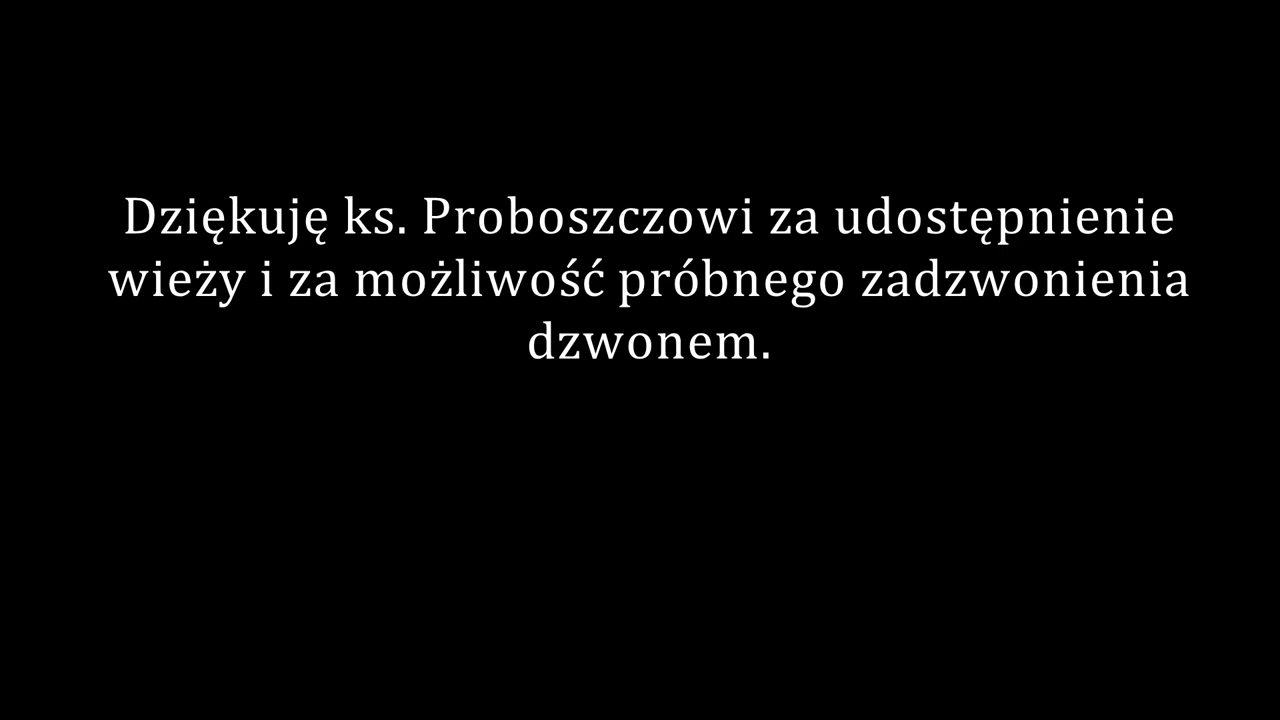 Dziękuję ks. Proboszczowi za udostępnienie
wieży i za możliwość próbnego zadzwonienia
dzwonem.